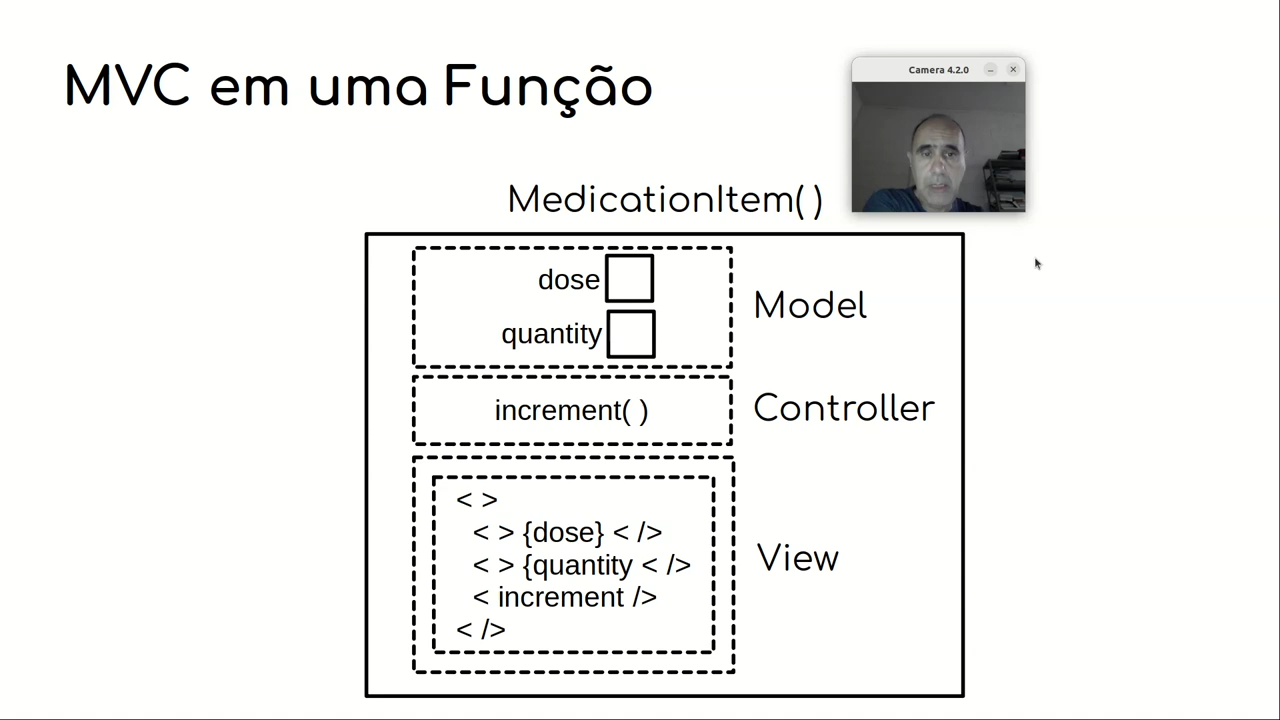 MVC em uma Função
Camera 4.2.0
MedicationItem( )
dose
quantity
Model
increment( )
Controller
< >
< > {dose} < />
< > {quantity < />
< increment />
< />
View